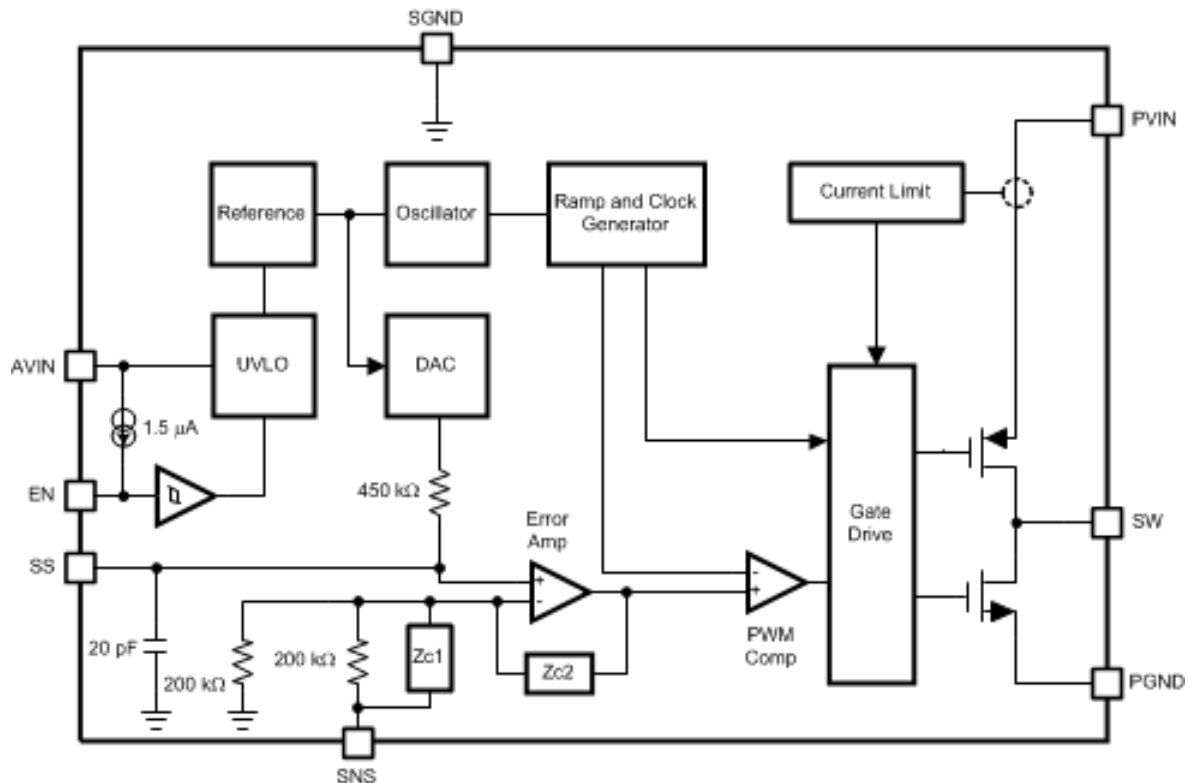 SGND
PVIN
Reference
Oscillator
Ramp and Clock
Generator
Current Limit
AVIN
UVLO
DAC
1.5 μA
EN
450 kΩ
Error
Amp
Gate
Drive
SW
SS
+
-
-
+
20 pF
200 kΩ
200 kΩ
Zc1
Zc2
PWM
Comp
PGND
SNS